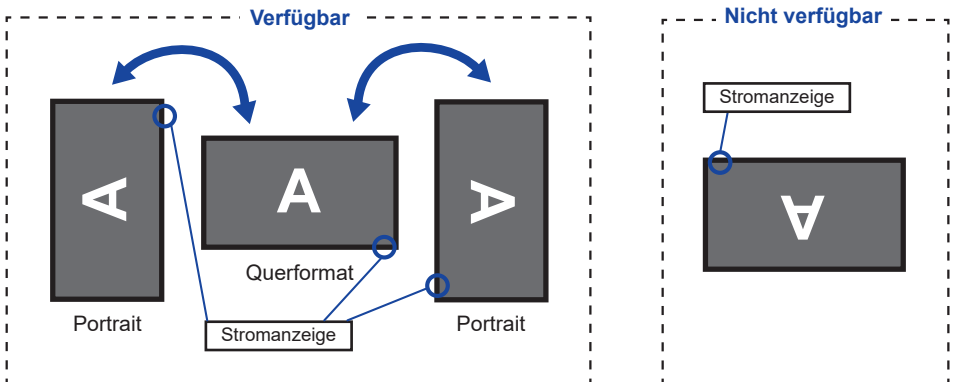 Verfügbar
Nicht verfügbar
Stromanzeige
A
A
A
A
Querformat
Portrait
Stromanzeige
Portrait